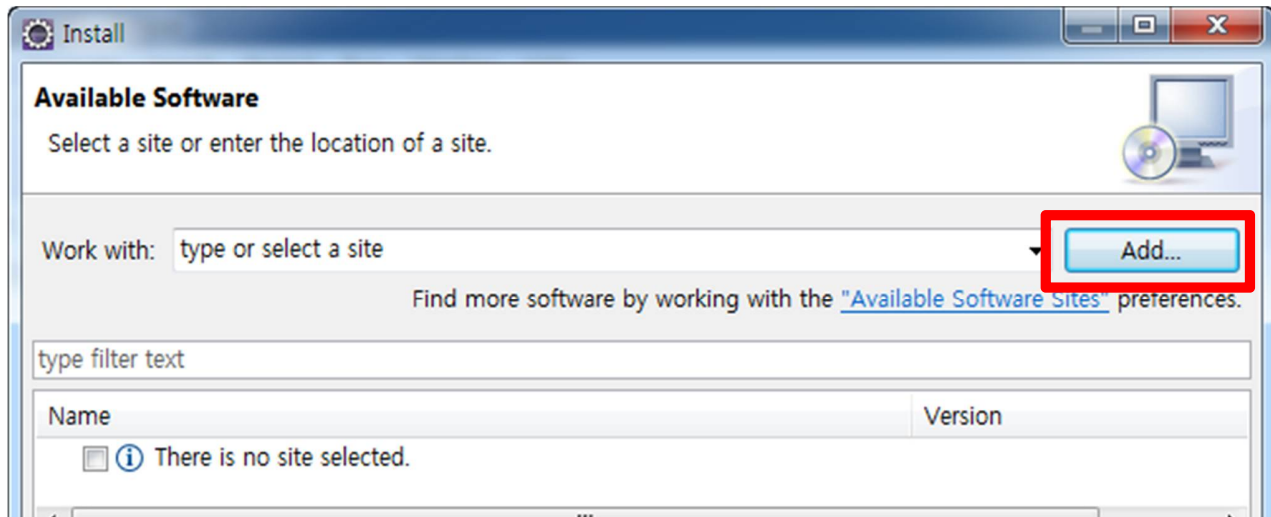 Install
Available Software
Select a site or enter the location of a site.
Work with: type or select a site Add...
Find more software by working with the "Available Software Sites" preferences.
type filter text
Name Version
There is no site selected.